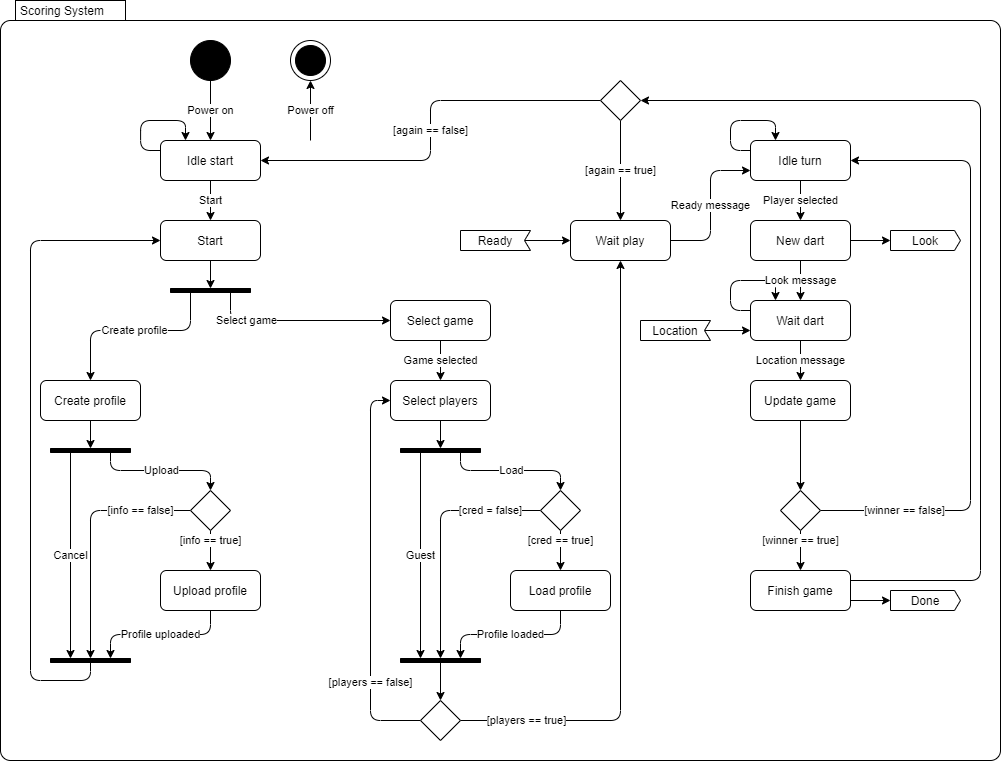 Scoring System
Power on
Power off
[again == false]
Idle start
Idle turn
[again == true]
Start
Player selected
Ready message
Start
Ready
Wait play
New dart
Look
Look message
Select game
Select game
Wait dart
Create profile
Location
Game selected
Location message
Create profile
Select players
Update game
Upload
Load
[info == false]
[cred = false]
[winner == false]
[info == true]
[cred == true]
[winner == true]
Cancel
Guest
Upload profile
Load profile
Finish game
Done
Profile uploaded
Profile loaded
[players == false]
[players == true]